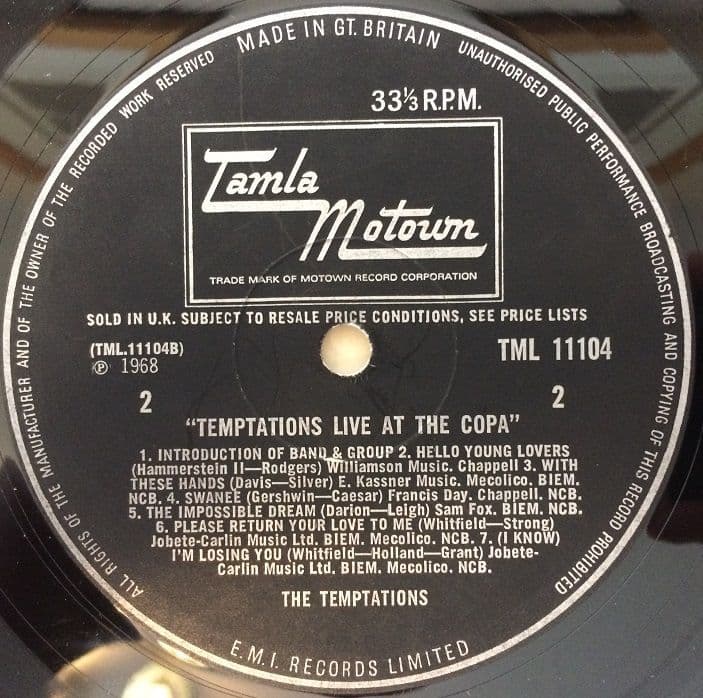 MADE IN GT. BRITAIN
UNAUTHORISED PUBLIC PERFORMANCE BROADCASTING AND COPYING OF THIS RECORD PROHIBITED
ALL RIGHTS OF THE MANUFACTURER AND OF THE OWNER OF THE RECORDED WORK RESERVED
33⅓ R.P.M.
Tamla
Motown
TRADE MARK OF MOTOWN RECORD CORPORATION
SOLD IN U.K. SUBJECT TO RESALE PRICE CONDITIONS, SEE PRICE LISTS
(TML.11104B)
℗ 1968
TML 11104
2
2
"TEMPTATIONS LIVE AT THE COPA"
1. INTRODUCTION OF BAND & GROUP 2. HELLO YOUNG LOVERS
(Hammerstein II—Rodgers) Williamson Music. Chappell 3. WITH
THESE HANDS (Davis—Silver) E. Kassner Music. Mecolico. BIEM.
NCB. 4. SWANEE (Gershwin—Caesar) Francis Day. Chappell. NCB.
5. THE IMPOSSIBLE DREAM (Darion—Leigh) Sam Fox. BIEM. NCB.
6. PLEASE RETURN YOUR LOVE TO ME (Whitfield—Strong)
Jobete-Carlin Music Ltd. BIEM. Mecolico. NCB. 7. (I KNOW)
I'M LOSING YOU (Whitfield—Holland—Grant) Jobete-
Carlin Music Ltd. BIEM. Mecolico. NCB.
THE TEMPTATIONS
E.M.I. RECORDS LIMITED